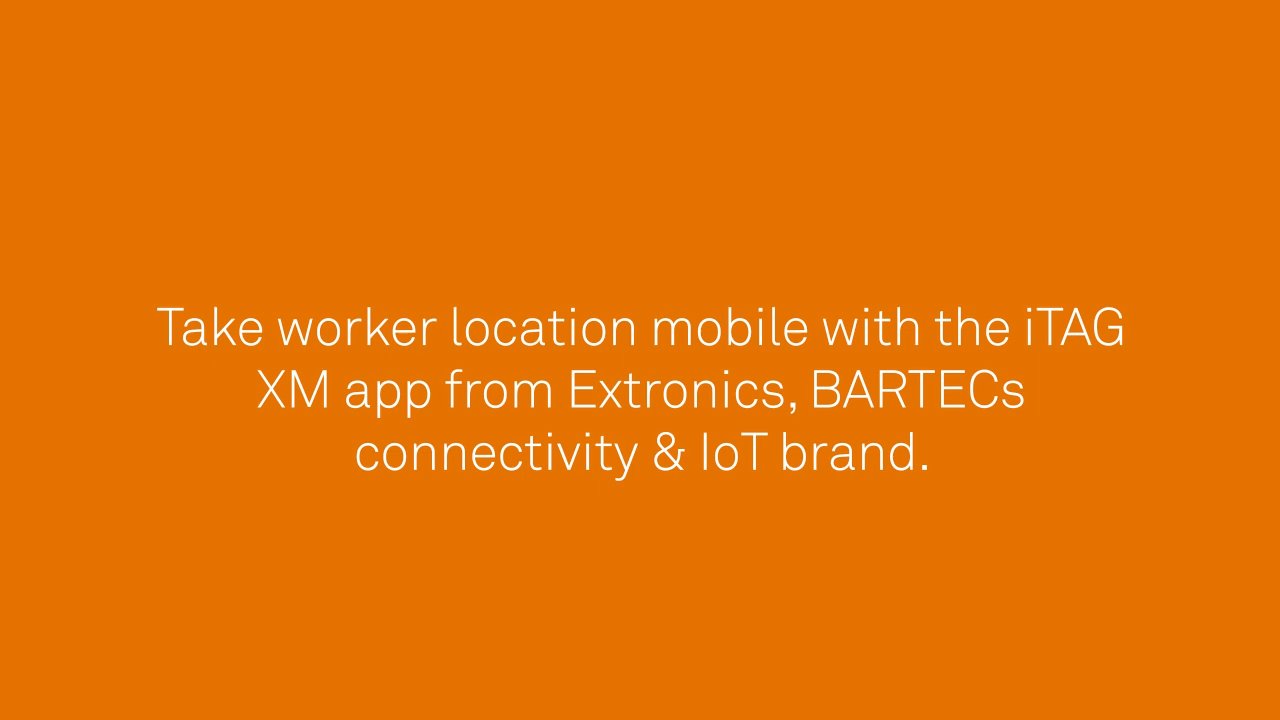 Take worker location mobile with the iTAG
XM app from Extronics, BARTECs
connectivity & IoT brand.